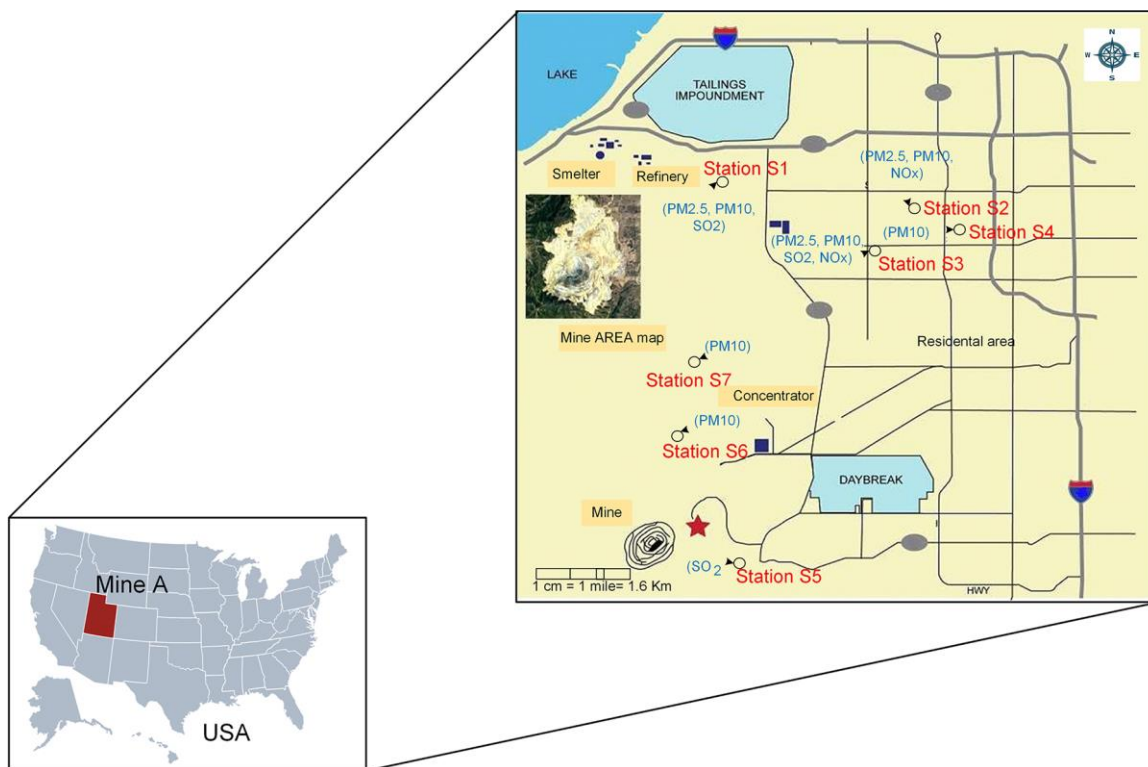 N
W
E
S
LAKE
TAILINGS
IMPOUNDMENT
Smelter
Refinery
Station S1
(PM2.5, PM10,
SO2)
(PM2.5, PM10,
NOx)
Station S2
(PM10)
Station S4
(PM2.5, PM10,
SO2, NOx)
Station S3
Mine AREA map
Residental area
(PM10)
Station S7
Concentrator
(PM10)
Station S6
DAYBREAK
Mine
(SO2
Station S5
1 cm = 1 mile= 1.6 Km
HWY
Mine A
USA